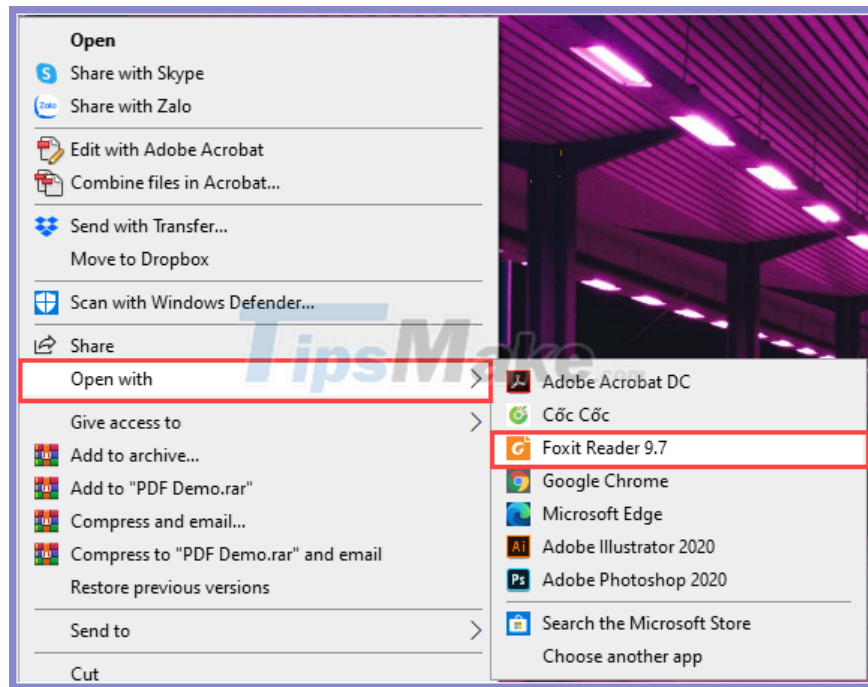 Open
Share with Skype
Share with Zalo
Edit with Adobe Acrobat
Combine files in Acrobat...
Send with Transfer...
Move to Dropbox
Scan with Windows Defender...
Share
Open with
Give access to
Add to archive...
Add to "PDF Demo.rar"
Compress and email...
Compress to "PDF Demo.rar" and email
Restore previous versions
Send to
Cut
Adobe Acrobat DC
Cốc Cốc
Foxit Reader 9.7
Google Chrome
Microsoft Edge
Adobe Illustrator 2020
Adobe Photoshop 2020
Search the Microsoft Store
Choose another app
TipsMake.com
Zalo
Ai
Ps